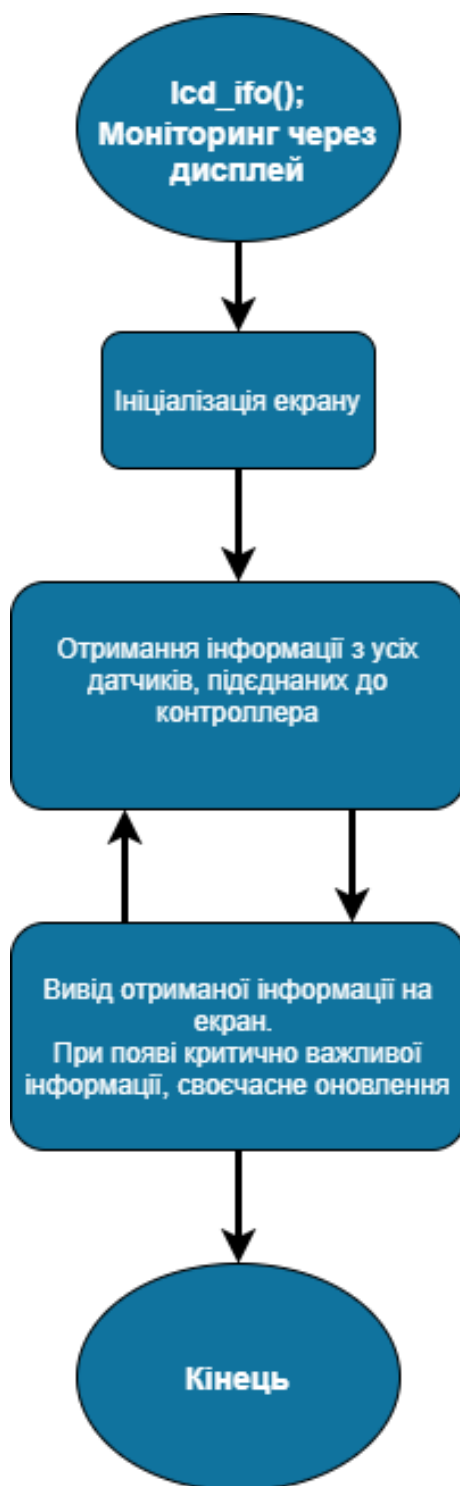 lcd_ifo();
Моніторинг через
дисплей
Ініціалізація екрану
Отримання інформації з усіх
датчиків, підєднаних до
контроллера
Вивід отриманої інформації на
екран.
При появі критично важливої
інформації, своєчасне оновлення
Кінець